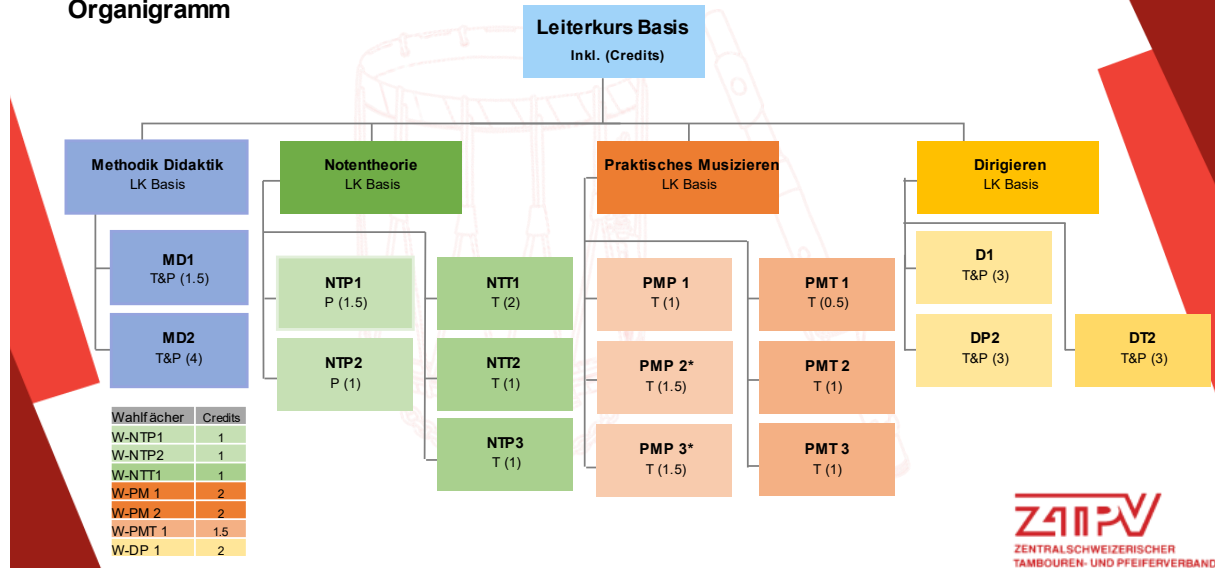 Organigramm
Leiterkurs Basis
Inkl. (Credits)
Methodik Didaktik
LK Basis
MD1
T&P (1.5)
MD2
T&P (4)
Notentheorie
LK Basis
NTP1
P (1.5)
NTP2
P (1)
NTT1
T (2)
NTT2
T (1)
NTP3
T (1)
Praktisches Musizieren
LK Basis
PMP 1
T (1)
PMP 2*
T (1.5)
PMP 3*
T (1.5)
PMT 1
T (0.5)
PMT 2
T (1)
PMT 3
T (1)
Dirigieren
LK Basis
D1
T&P (3)
DP2
T&P (3)
DT2
T&P (3)
Wahlfächer Credits
W-NTP1 1
W-NTP2 1
W-NTT1 1
W-PM 1 2
W-PM 2 2
W-PMT 1 1.5
W-DP 1 2
ZTPV
ZENTRALSCHWEIZERISCHER
TAMBOUREN- UND PFEIFERVERBAND